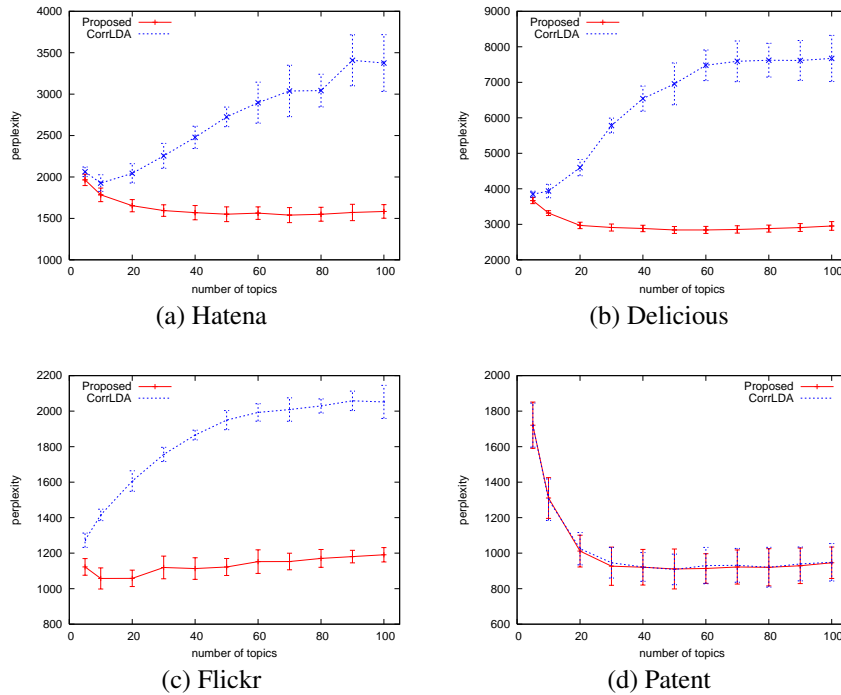 4000
3500
3000
2500
2000
1500
1000
perplexity
Proposed
CorrLDA
0 20 40 60 80 100
number of topics
(a) Hatena
9000
8000
7000
6000
5000
4000
3000
2000
perplexity
Proposed
CorrLDA
0 20 40 60 80 100
number of topics
(b) Delicious
2200
2000
1800
1600
1400
1200
1000
800
perplexity
Proposed
CorrLDA
0 20 40 60 80 100
number of topics
(c) Flickr
2000
1800
1600
1400
1200
1000
800
600
perplexity
Proposed
CorrLDA
0 20 40 60 80 100
number of topics
(d) Patent